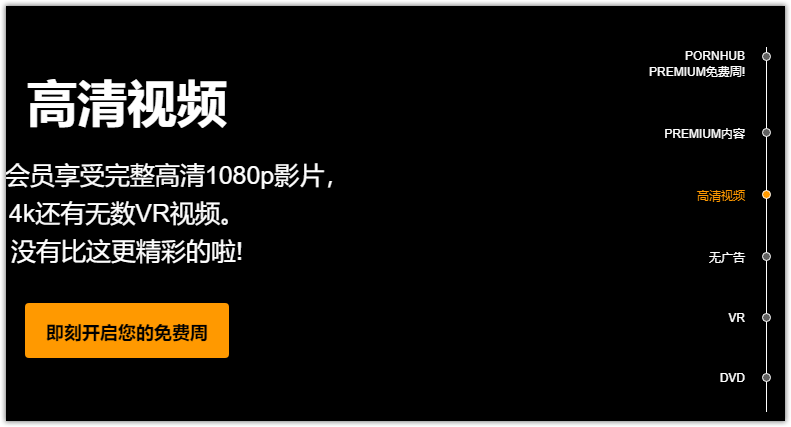 高清视频
会员享受完整高清1080p影片，
4k还有无数VR视频。
没有比这更精彩的啦!
即刻开启您的免费周
PORNHUB
PREMIUM免费周!
PREMIUM内容
高清视频
无广告
VR
DVD